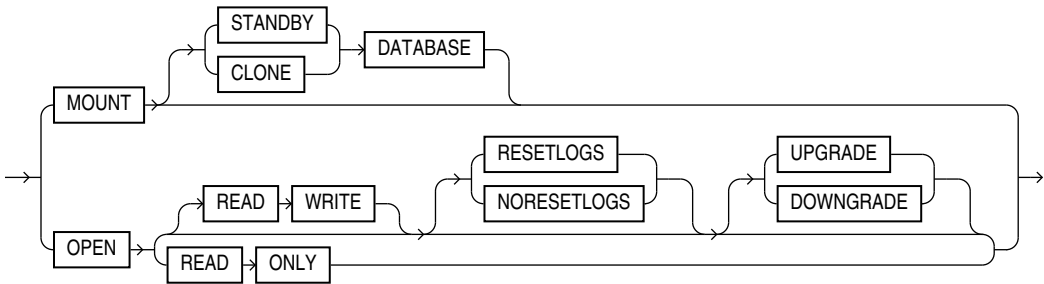 STANDBY
CLONE
DATABASE
MOUNT
RESETLOGS
NORESETLOGS
UPGRADE
DOWNGRADE
READ WRITE
OPEN
READ ONLY